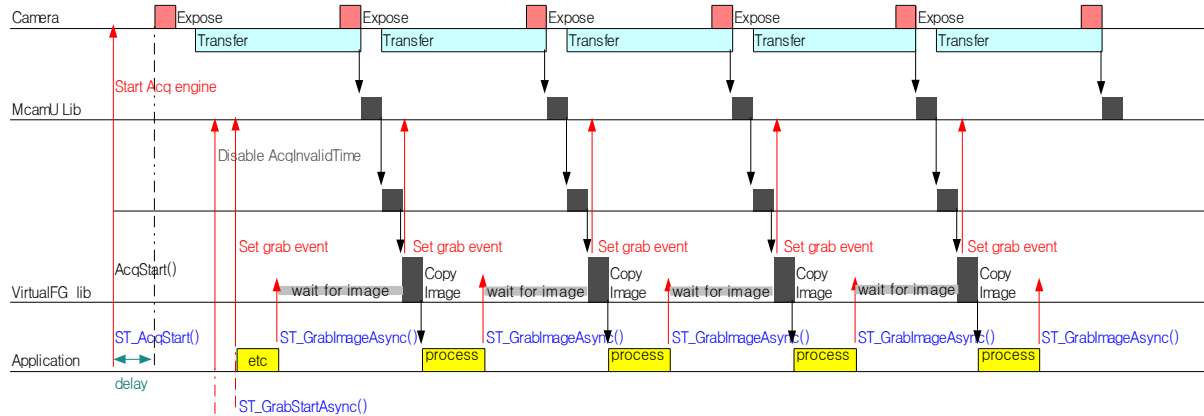 Camera
Expose Expose Expose Expose Expose
Transfer Transfer Transfer Transfer Transfer
Start Acq engine
McamU Lib
Disable AcqInvalidTime
Set grab event Set grab event Set grab event Set grab event Set grab event
AcqStart()
Copy Image Copy Image Copy Image Copy Image
wait for image wait for image wait for image wait for image
VirtualFG lib
ST_AcqStart() ST_GrabImageAsync() ST_GrabImageAsync() ST_GrabImageAsync() ST_GrabImageAsync() ST_GrabImageAsync()
Application
etc process process process process
delay
ST_GrabStartAsync()